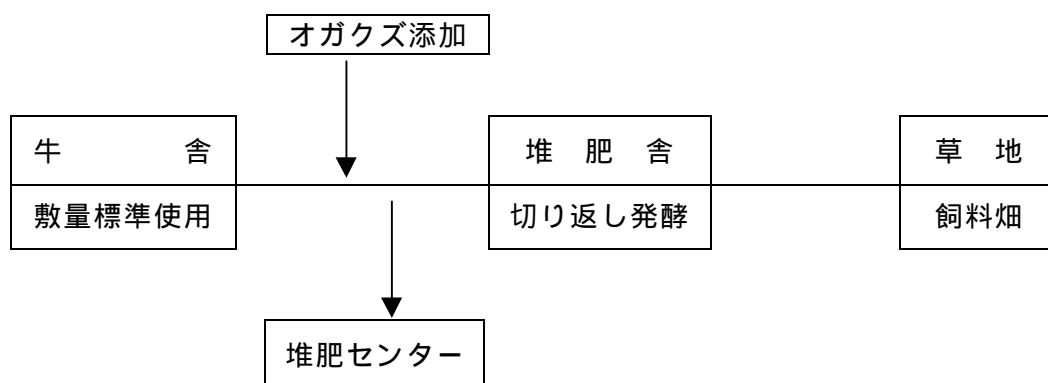 オガクズ添加
牛　　　　舎
敷量標準使用
堆　肥　舎
切り返し発酵
草　地
飼料畑
堆肥センター